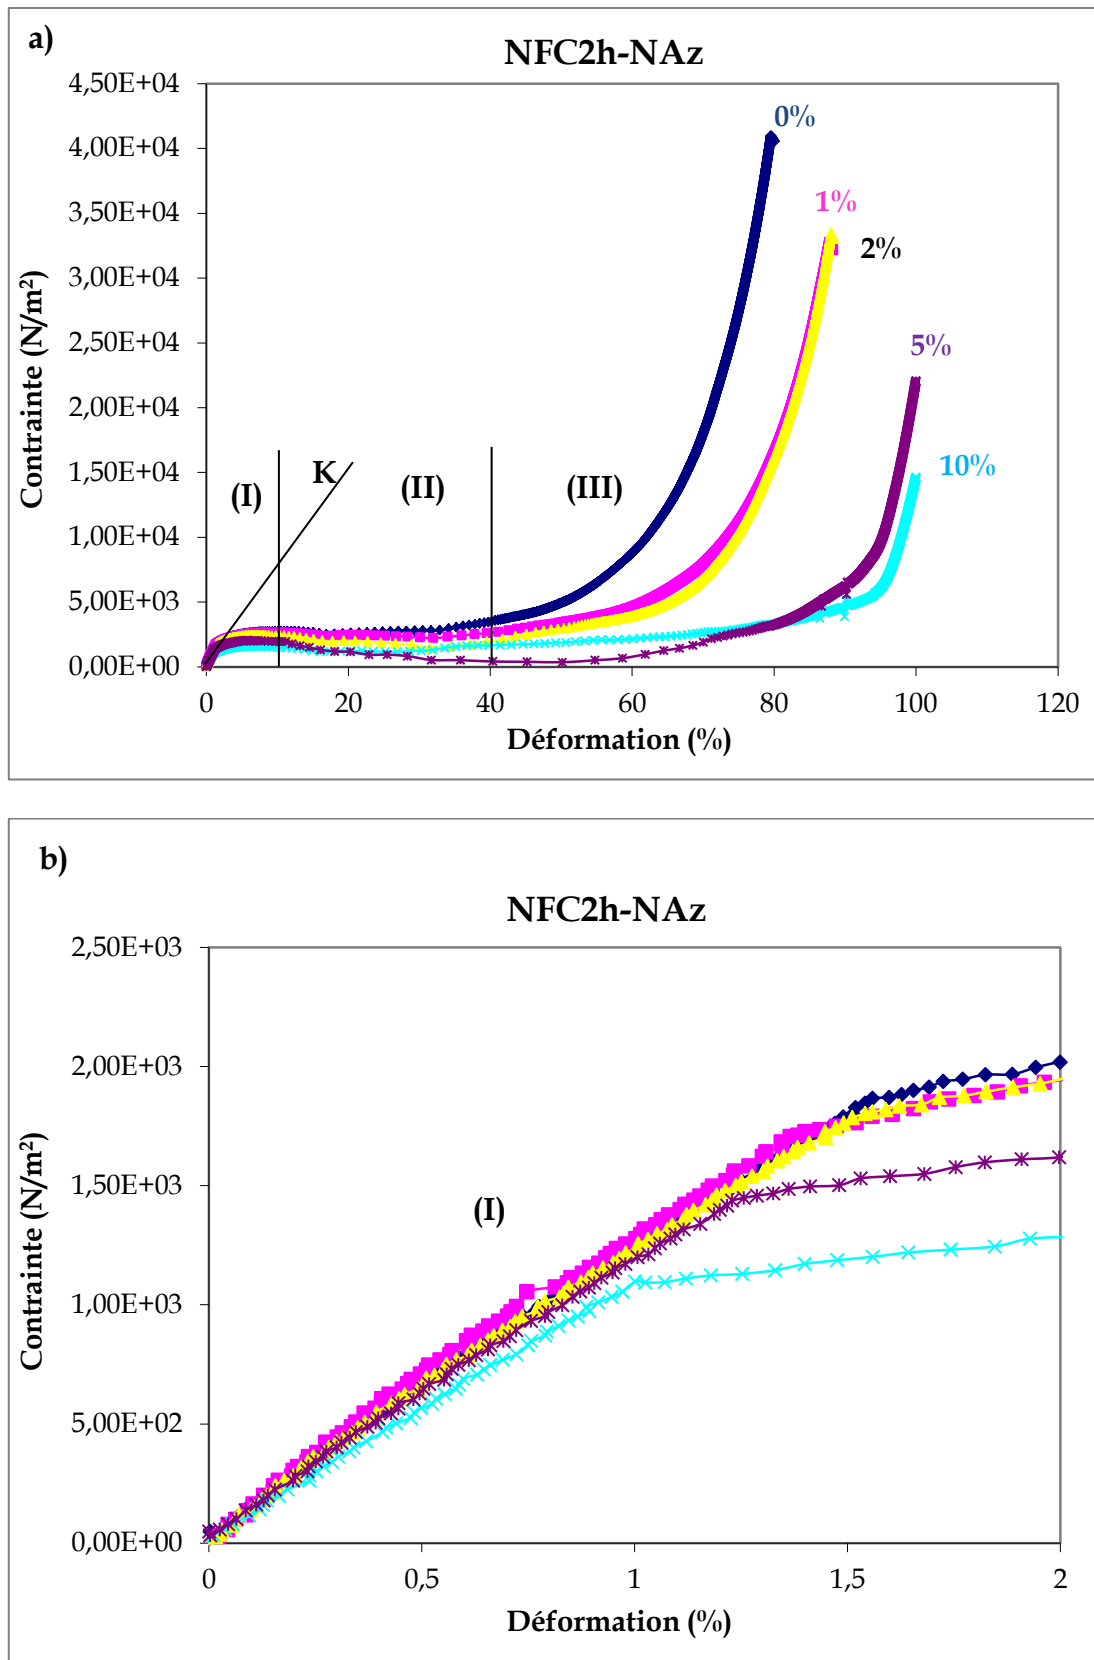 a)
NFC2h-NAz
4,50E+04
4,00E+04
3,50E+04
3,00E+04
2,50E+04
2,00E+04
1,50E+04
1,00E+04
5,00E+03
0,00E+00
Contrainte (N/m²)
0%
1%
2%
5%
10%
(I)
K
(II)
(III)
0 20 40 60 80 100 120
Déformation (%)
b)
NFC2h-NAz
2,50E+03
2,00E+03
1,50E+03
1,00E+03
5,00E+02
0,00E+00
Contrainte (N/m²)
(I)
0 0,5 1 1,5 2
Déformation (%)